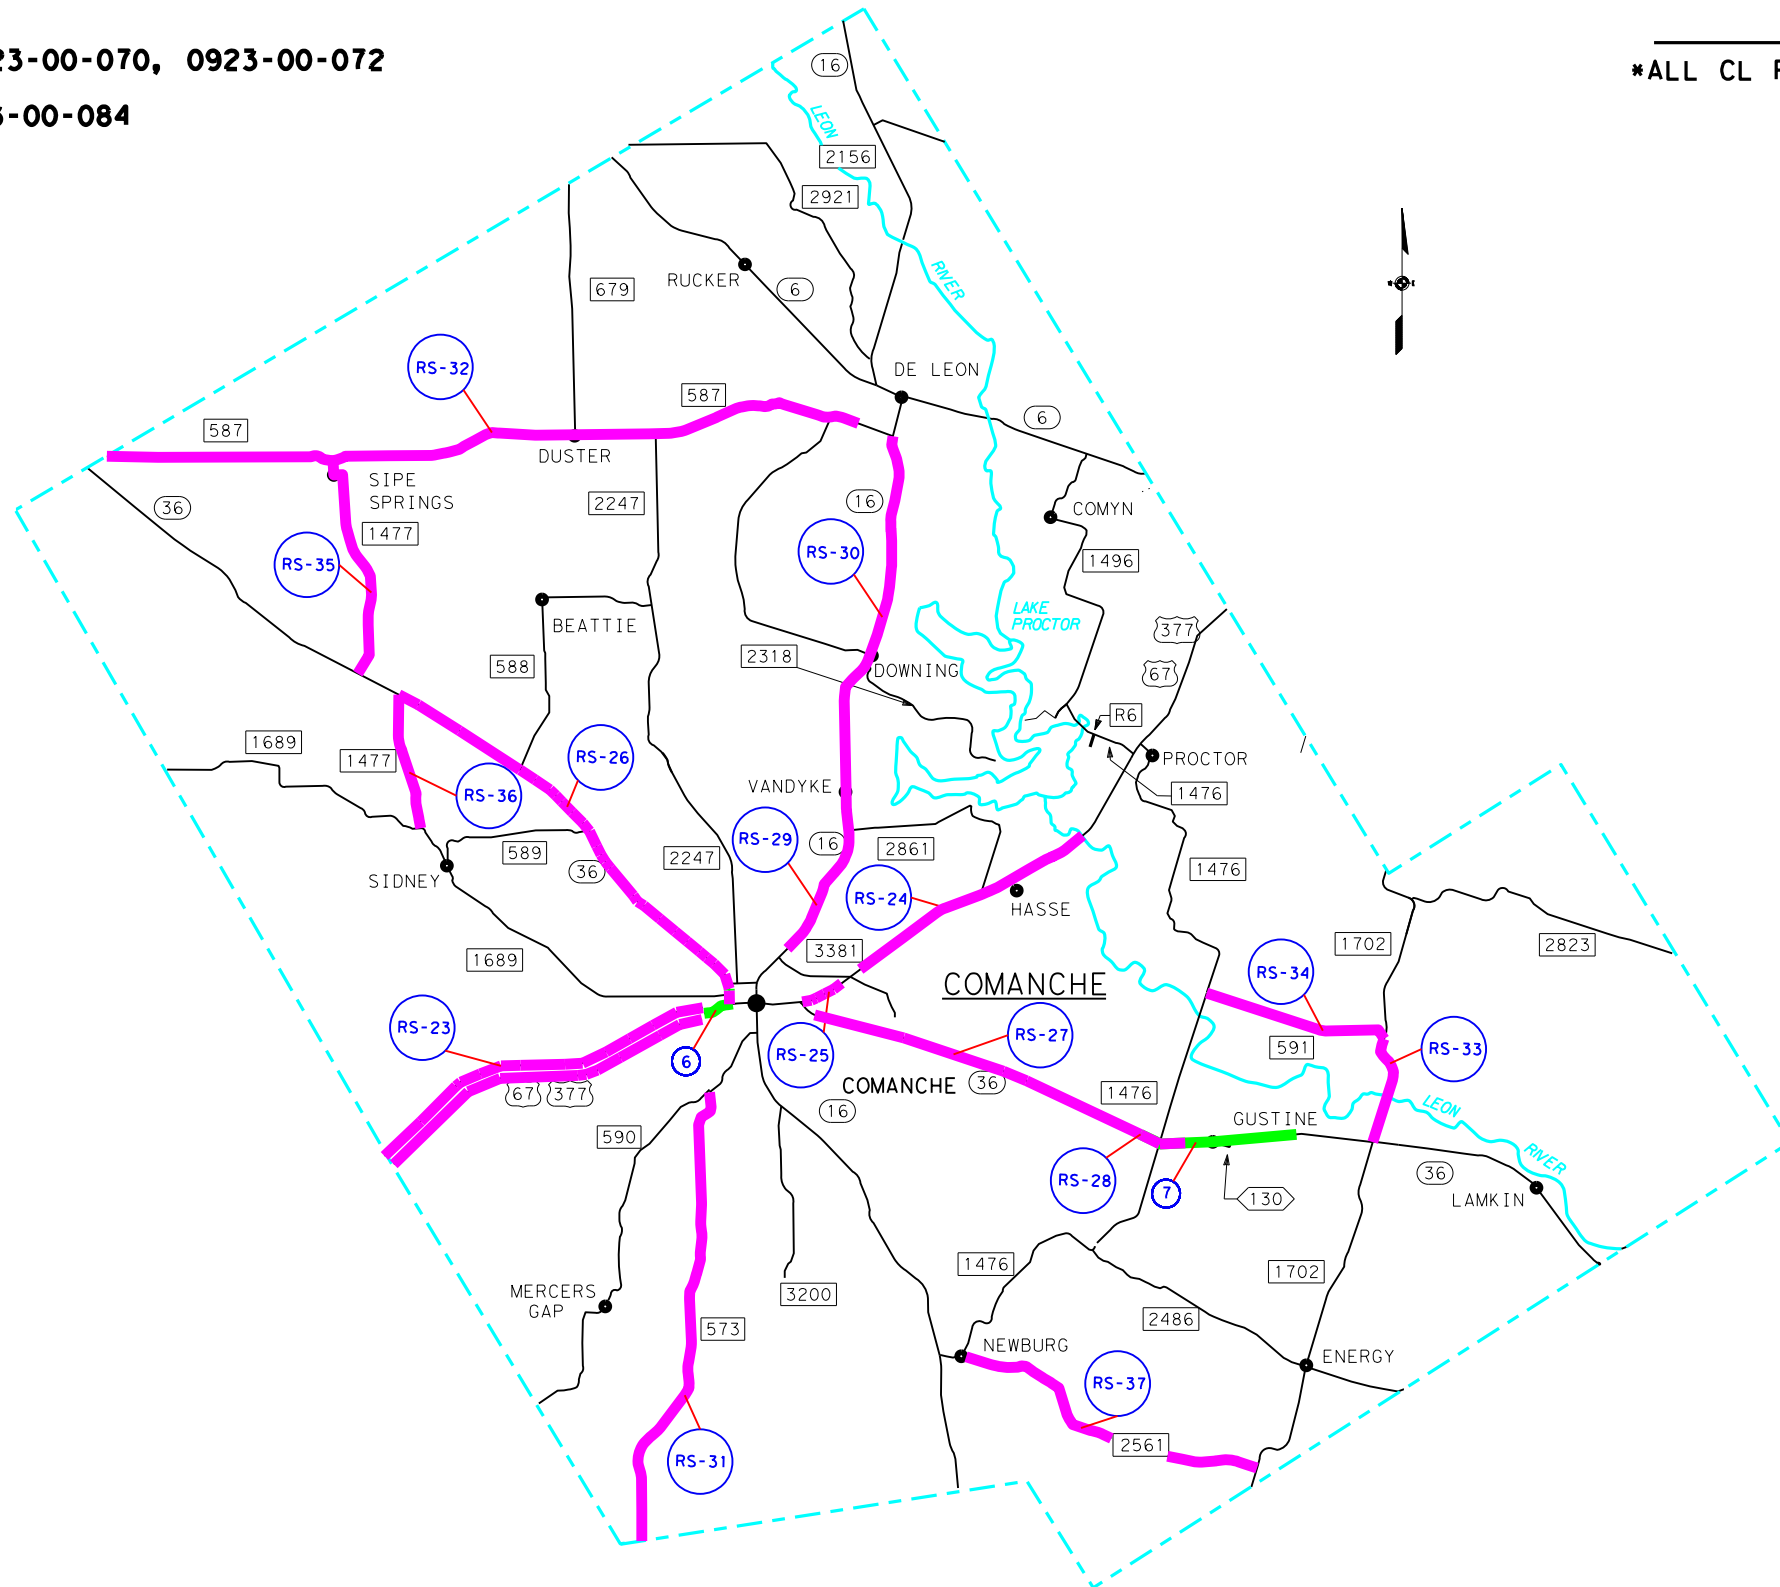 23-00-070, 0923-00-072
*ALL CL
-00-084
16
LEON
2156
2921
RIVER
RUCKER
6
679
RS-32
DE LEON
587
6
587
DUSTER
SIPE
SPRINGS
36
2247
16
COMYN
1477
RS-35
RS-30
1496
LAKE
PROCTOR
BEATTIE
377
588
2318
DOWNING
67
R6
1689
1477
RS-26
PROCTOR
RS-36
VANDYKE
1476
RS-29
16
589
36
2247
2861
1476
SIDNEY
RS-24
HASSE
1689
3381
1702
2823
COMANCHE
RS-34
RS-23
RS-27
591
RS-33
6
RS-25
67
377
COMANCHE
36
1476
LEON
16
GUSTINE
590
RIVER
RS-28
7
130
36
LAMKIN
1476
1702
MERCERS
GAP
3200
573
2486
NEWBURG
ENERGY
RS-37
2561
RS-31